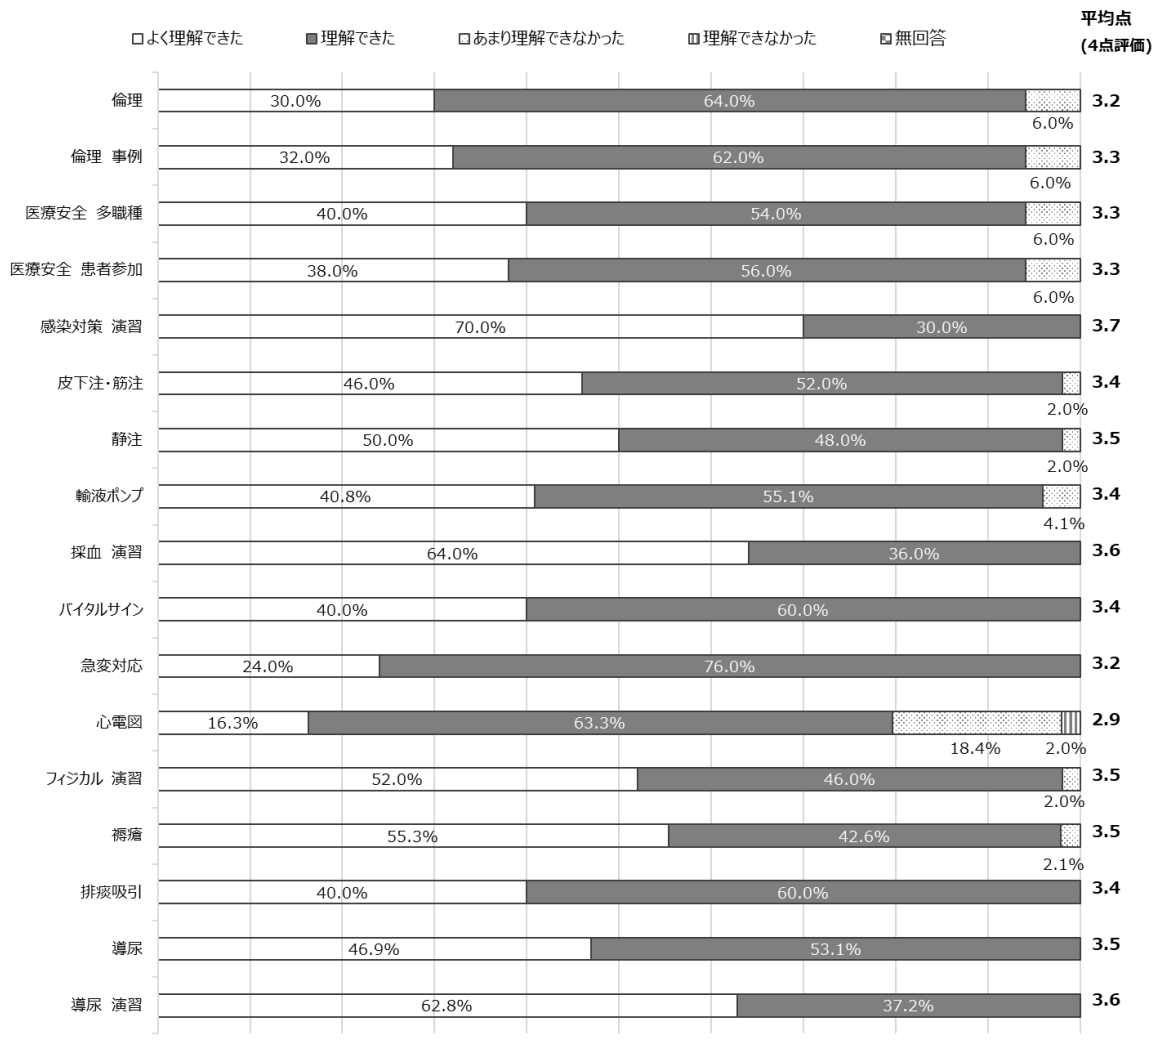 平均点
(4点評価)
よく理解できた 理解できた あまり理解できなかった 理解できなかった 無回答
倫理 30.0% 64.0% 3.2
6.0%
倫理 事例 32.0% 62.0% 3.3
6.0%
医療安全 多職種 40.0% 54.0% 3.3
6.0%
医療安全 患者参加 38.0% 56.0% 3.3
6.0%
感染対策 演習 70.0% 30.0% 3.7
皮下注・筋注 46.0% 52.0% 3.4
2.0%
静注 50.0% 48.0% 3.5
2.0%
輸液ポンプ 40.8% 55.1% 3.4
4.1%
採血 演習 64.0% 36.0% 3.6
バイタルサイン 40.0% 60.0% 3.4
急変対応 24.0% 76.0% 3.2
心電図 16.3% 63.3% 2.9
18.4% 2.0%
フィジカル 演習 52.0% 46.0% 3.5
2.0%
褥瘡 55.3% 42.6% 3.5
2.1%
排痰吸引 40.0% 60.0% 3.4
導尿 46.9% 53.1% 3.5
導尿 演習 62.8% 37.2% 3.6